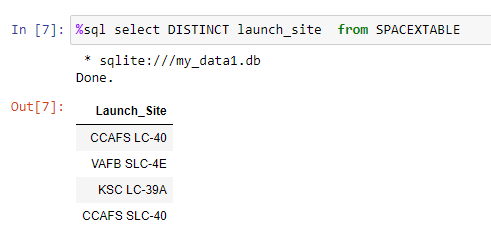 In [7]: %sql select DISTINCT launch_site  from SPACEXTABLE
* sqlite:///my_data1.db
Done.
Out[7]:
Launch_Site
CCAFS LC-40
VAFB SLC-4E
KSC LC-39A
CCAFS SLC-40